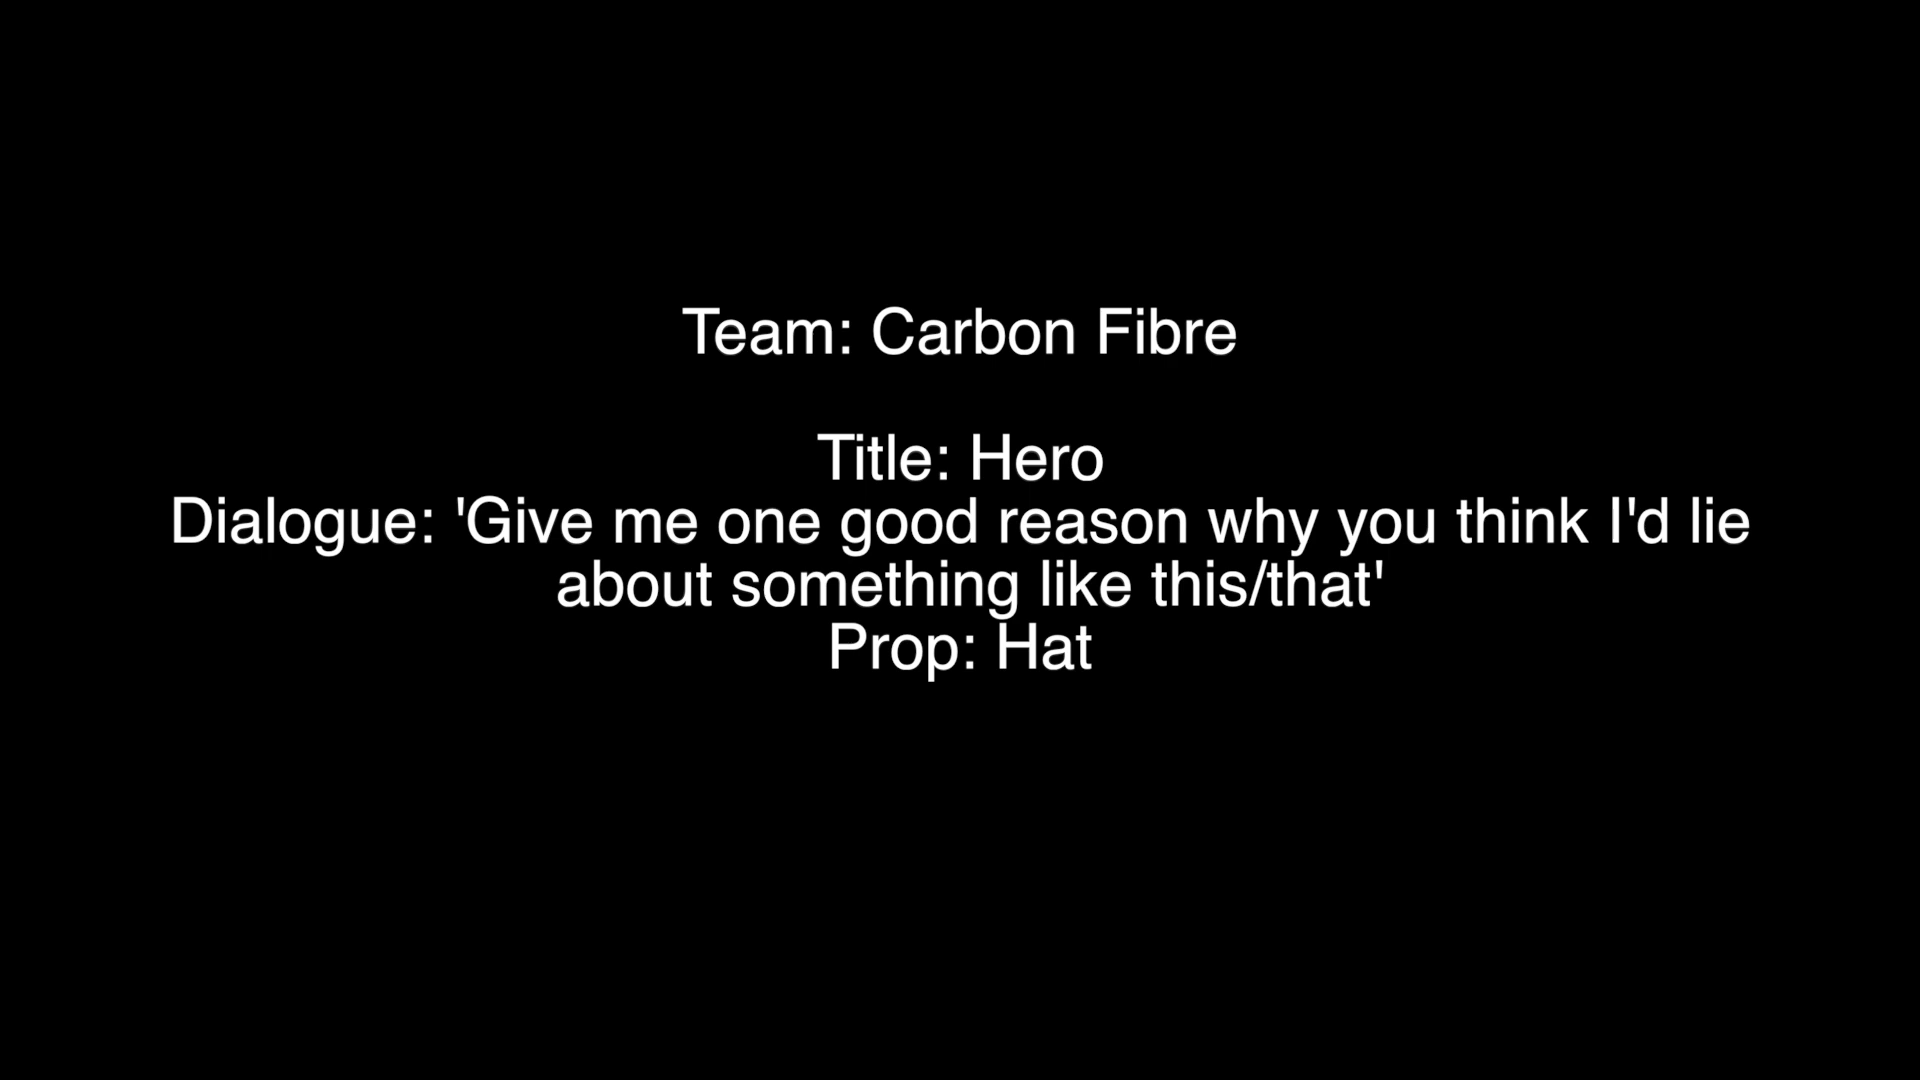 Team: Carbon Fibre
Title: Hero
Dialogue: 'Give me one good reason why you think I'd lie
about something like this/that'
Prop: Hat